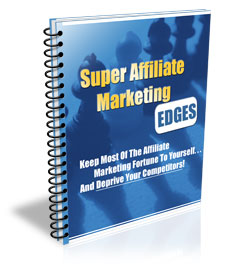 Super Affiliate
Marketing
EDGES
Keep Most Of The Affiliate
Marketing Fortune To Yourself. . .
And Deprive Your Competitors!